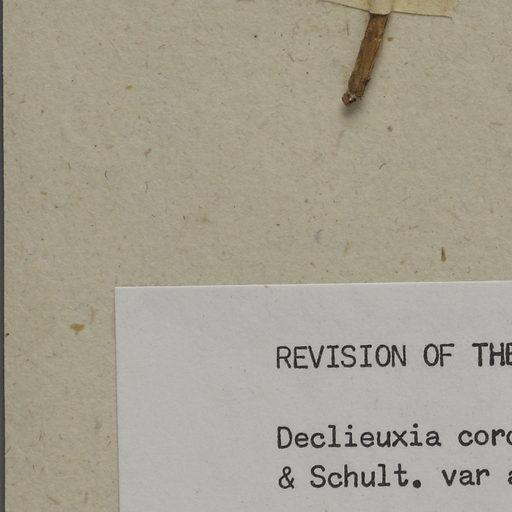 REVISION OF THE
Declieuxia cord
& Schult. var a